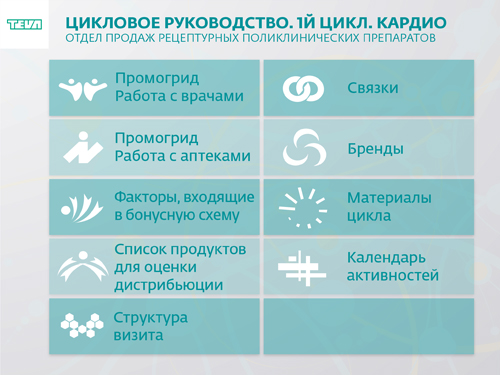 TEVA
ЦИКЛОВОЕ РУКОВОДСТВО. 1Й ЦИКЛ. КАРДИО
ОТДЕЛ ПРОДАЖ РЕЦЕПТУРНЫХ ПОЛИКЛИНИЧЕСКИХ ПРЕПАРАТОВ
Промогрид
Работа с врачами
Связки
Промогрид
Работа с аптеками
Бренды
Факторы, входящие
в бонусную схему
Материалы
цикла
Список продуктов
для оценки
дистрибьюции
Календарь
активностей
Структура
визита